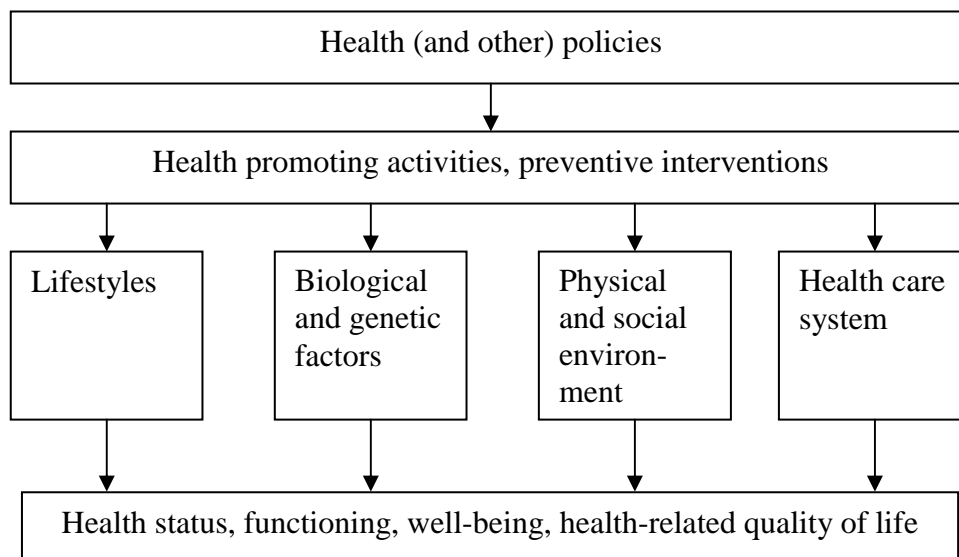 Health (and other) policies
Health promoting activities, preventive interventions
Lifestyles
Biological
and genetic
factors
Physical
and social
environ-
ment
Health care
system
Health status, functioning, well-being, health-related quality of life